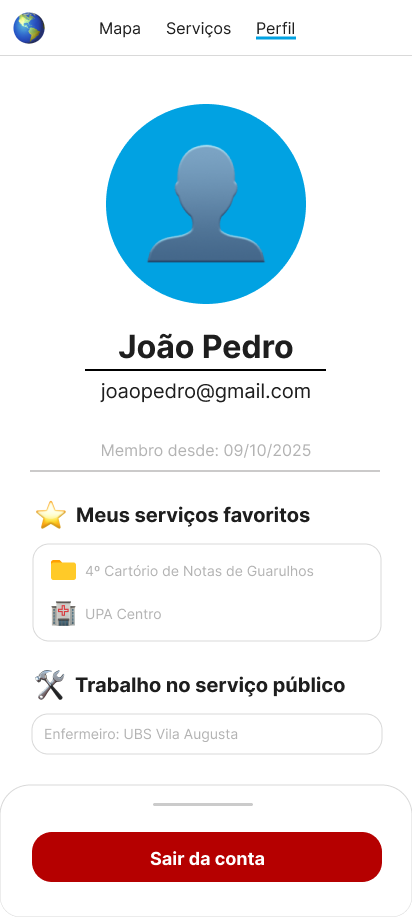 Mapa Serviços Perfil
João Pedro
joaopedro@gmail.com
Membro desde: 09/10/2025
Meus serviços favoritos
4º Cartório de Notas de Guarulhos
UPA Centro
Trabalho no serviço público
Enfermeiro: UBS Vila Augusta
Sair da conta